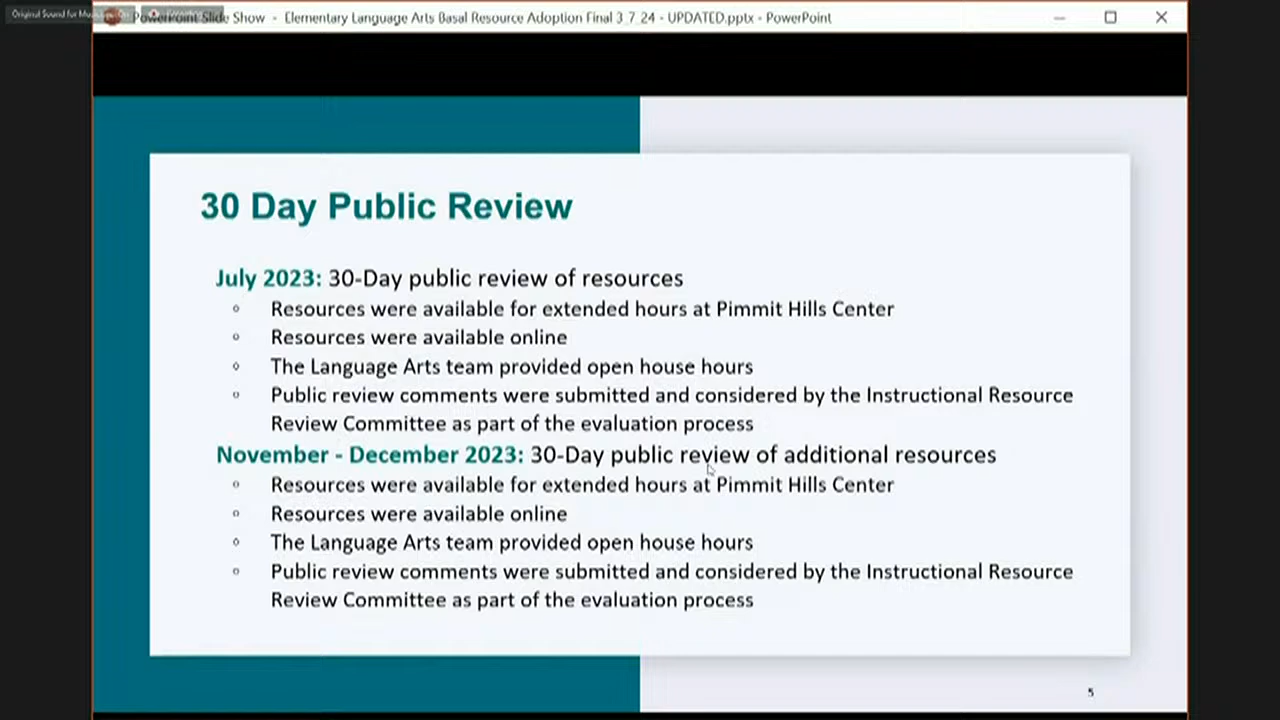 Original Sound for Musicians: On
PowerPoint Slide Show - Elementary Language Arts Basal Resource Adoption Final 3_7_24 - UPDATED.pptx - PowerPoint
30 Day Public Review
July 2023: 30-Day public review of resources
Resources were available for extended hours at Pimmit Hills Center
Resources were available online
The Language Arts team provided open house hours
Public review comments were submitted and considered by the Instructional Resource
Review Committee as part of the evaluation process
November - December 2023: 30-Day public review of additional resources
Resources were available for extended hours at Pimmit Hills Center
Resources were available online
The Language Arts team provided open house hours
Public review comments were submitted and considered by the Instructional Resource
Review Committee as part of the evaluation process
5